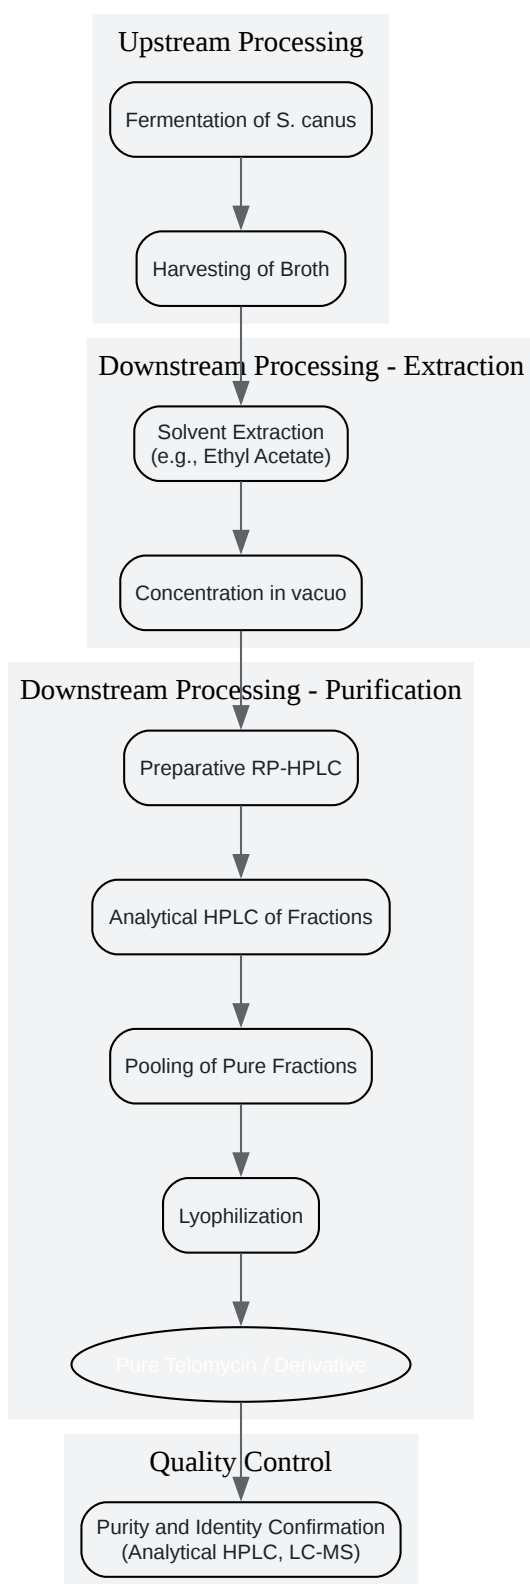 Upstream Processing
Fermentation of S. canus
Harvesting of Broth
Downstream Processing - Extraction
Solvent Extraction
(e.g., Ethyl Acetate)
Concentration in vacuo
Downstream Processing - Purification
Preparative RP-HPLC
Analytical HPLC of Fractions
Pooling of Pure Fractions
Lyophilization
Pure Telomycin / Derivative
Quality Control
Purity and Identity Confirmation
(Analytical HPLC, LC-MS)